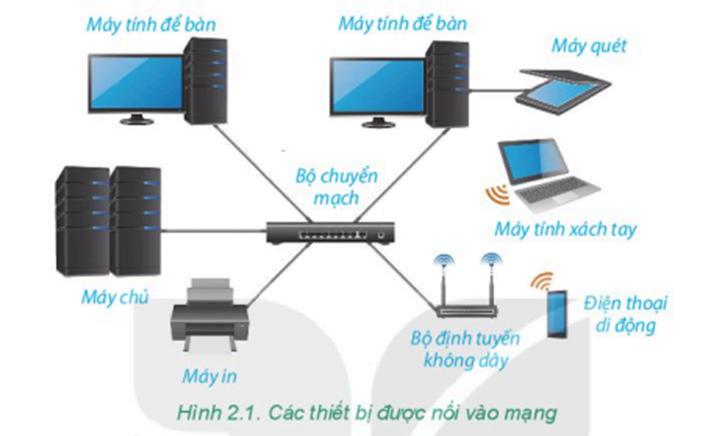 Máy tính để bàn
Máy tính để bàn
Máy quét
Bộ chuyển
mạch
Máy tính xách tay
Máy chủ
Điện thoại
di động
Bộ định tuyến
không dây
Máy in
Hình 2.1. Các thiết bị được nối vào mạng